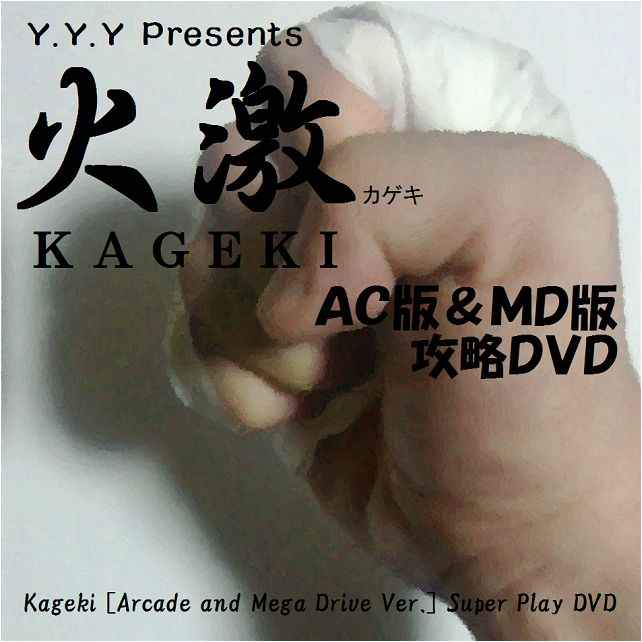 Y.Y.Y Presents
火激
カゲキ
KAGEKI
AC版&MD版
攻略DVD
Kageki [Arcade and Mega Drive Ver.] Super Play DVD